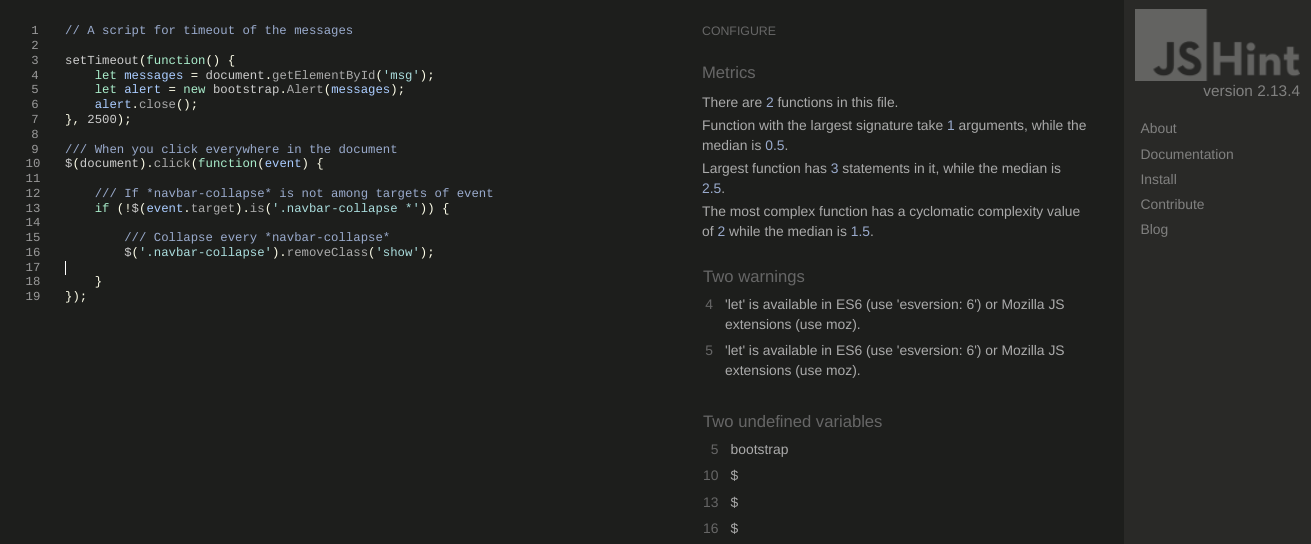 1 // A script for timeout of the messages
2
3 setTimeout(function() {
4     let messages = document.getElementById('msg');
5     let alert = new bootstrap.Alert(messages);
6     alert.close();
7 }, 2500);
8
9 /// When you click everywhere in the document
10 $(document).click(function(event) {
11
12     /// If *navbar-collapse* is not among targets of event
13     if (!$(event.target).is('.navbar-collapse *')) {
14
15         /// Collapse every *navbar-collapse*
16         $('.navbar-collapse').removeClass('show');
17
18     }
19 });
CONFIGURE
Metrics
There are 2 functions in this file.
Function with the largest signature take 1 arguments, while the
median is 0.5.
Largest function has 3 statements in it, while the median is
2.5.
The most complex function has a cyclomatic complexity value
of 2 while the median is 1.5.
Two warnings
4 'let' is available in ES6 (use 'esversion: 6') or Mozilla JS
extensions (use moz).
5 'let' is available in ES6 (use 'esversion: 6') or Mozilla JS
extensions (use moz).
Two undefined variables
5 bootstrap
10 $
13 $
16 $
JSHint
version 2.13.4
About
Documentation
Install
Contribute
Blog